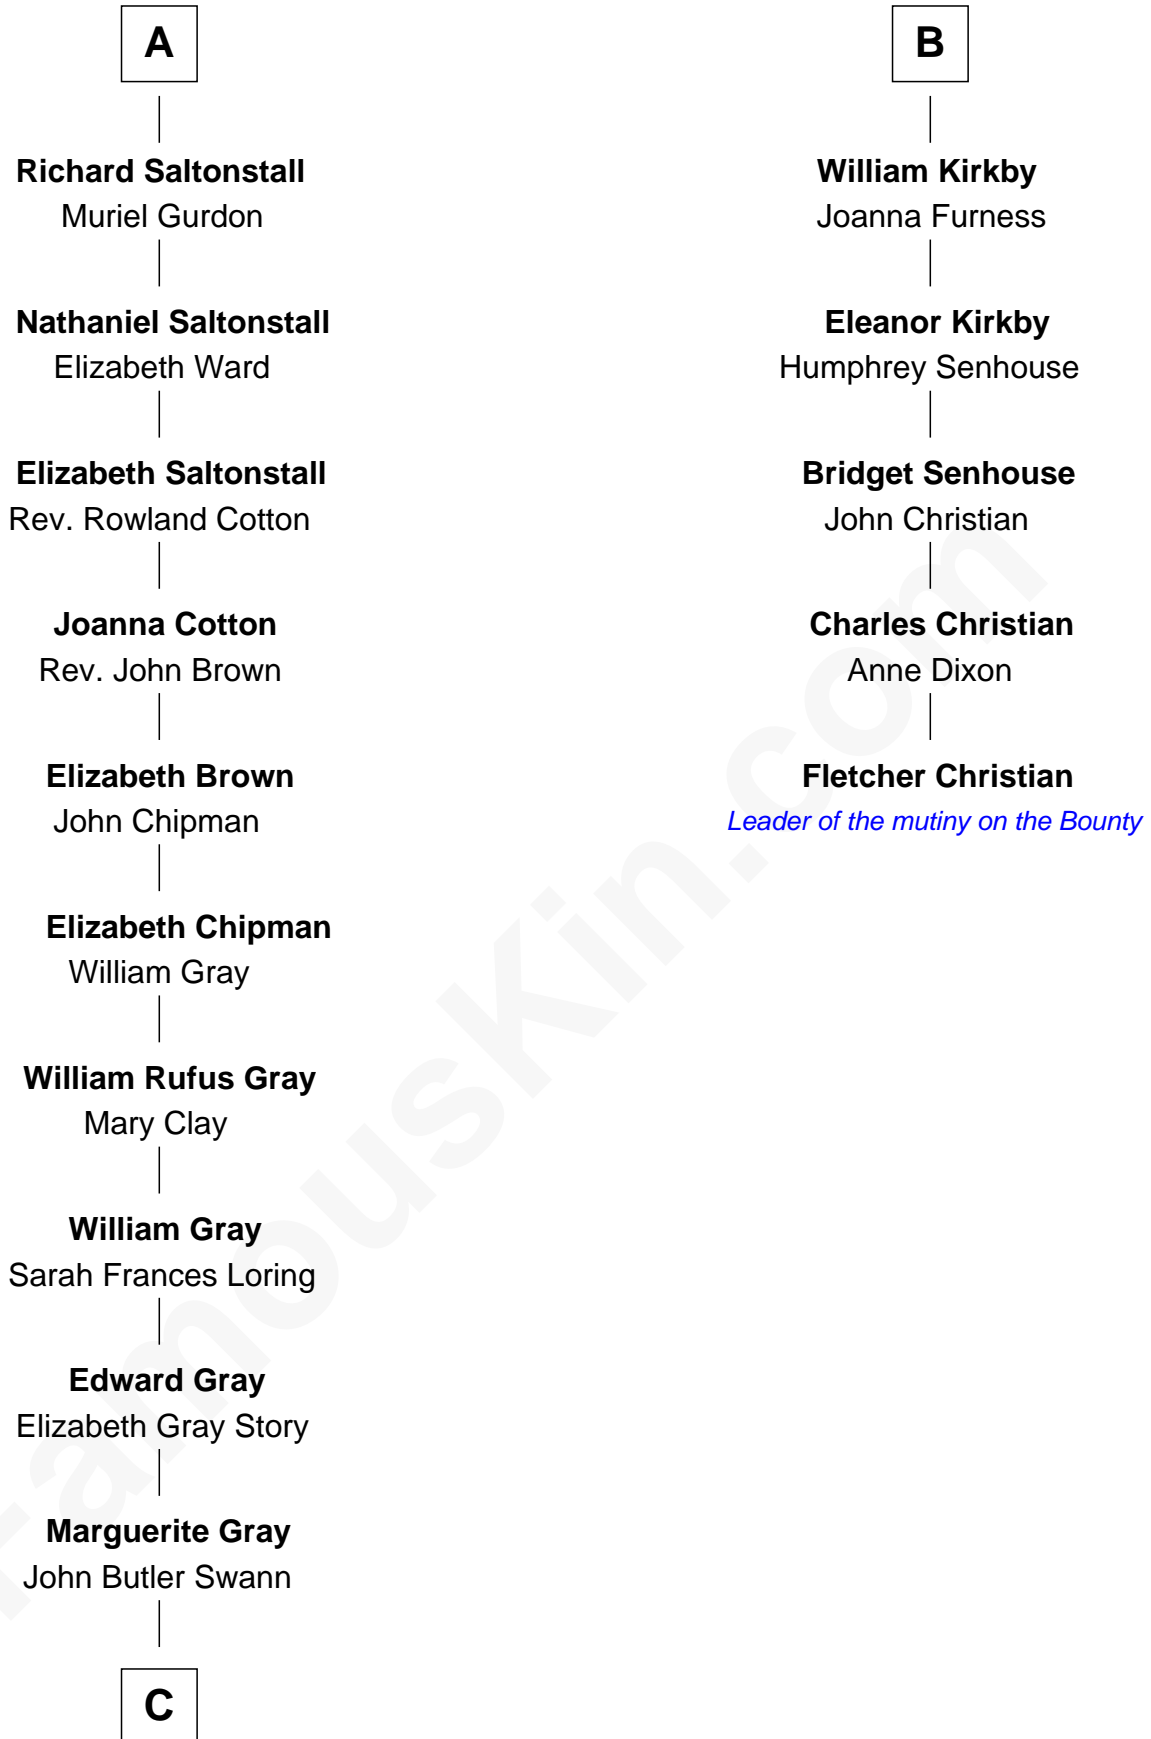 A
Richard Saltonstall
Muriel Gurdon
Nathaniel Saltonstall
Elizabeth Ward
Elizabeth Saltonstall
Rev. Rowland Cotton
Joanna Cotton
Rev. John Brown
Elizabeth Brown
John Chipman
Elizabeth Chipman
William Gray
William Rufus Gray
Mary Clay
William Gray
Sarah Frances Loring
Edward Gray
Elizabeth Gray Story
Marguerite Gray
John Butler Swann
C
B
William Kirkby
Joanna Furness
Eleanor Kirkby
Humphrey Senhouse
Bridget Senhouse
John Christian
Charles Christian
Anne Dixon
Fletcher Christian
Leader of the mutiny on the Bounty
FamousKin.com